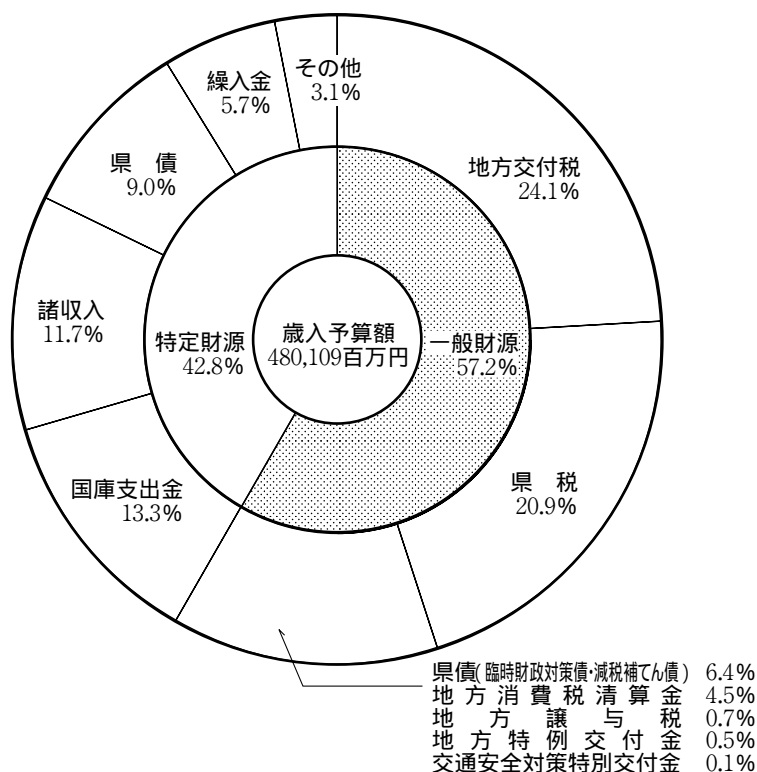 その他
3.1%
繰入金
5.7%
県　債
9.0%
諸収入
11.7%
国庫支出金
13.3%
地方交付税
24.1%
県　税
20.9%
特定財源
42.8%
歳入予算額
480,109百万円
一般財源
57.2%
県債(臨時財政対策債・減税補てん債) 6.4%
地方消費税清算金 4.5%
地方譲与税 0.7%
地方特例交付金 0.5%
交通安全対策特別交付金 0.1%